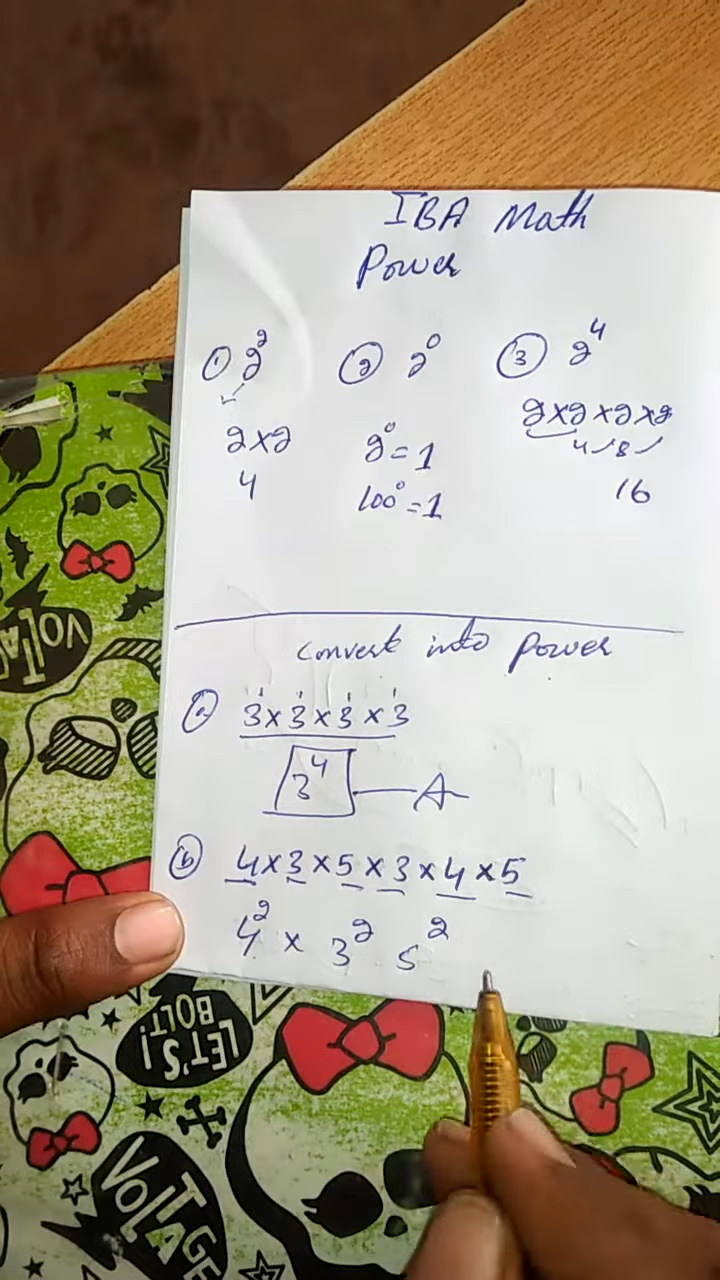 IBA Math
Power
① 2² ② 2⁰ ③ 2⁴
2×2 2⁰=1 2×2×2×2
4 100⁰=1 4 8
16
Convert into Power
ⓐ 3×3×3×3
3⁴ — A
ⓑ 4×3×5×3×4×5
4² × 3² 5²
VOLTAGE
LET'S BOLT!
VOLTAGE